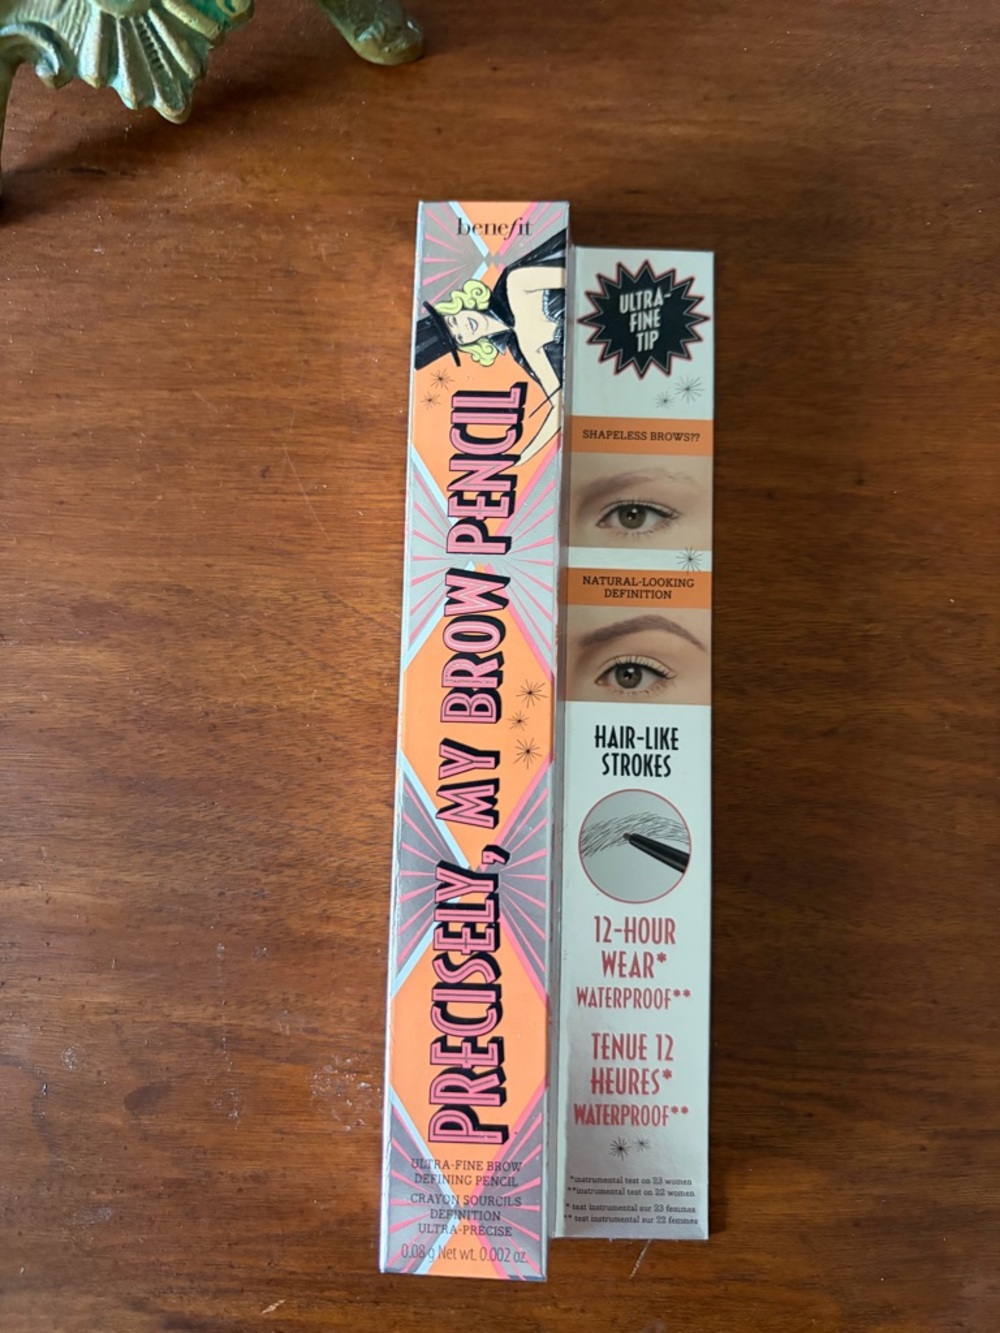 benefit
PRECISELY, MY BROW PENCIL
ULTRA-FINE BROW
DEFINING PENCIL
CRAYON SOURCILS
DÉFINITION
ULTRA-PRÉCISE
0.08 g Net wt. 0.002 oz.
ULTRA-
FINE
TIP
SHAPELESS BROWS??
NATURAL-LOOKING
DEFINITION
HAIR-LIKE
STROKES
12-HOUR
WEAR*
WATERPROOF**
TENUE 12
HEURES*
WATERPROOF**
*instrumental test on 23 women
**instrumental test on 22 women
* test instrumental sur 23 femmes
** test instrumental sur 22 femmes